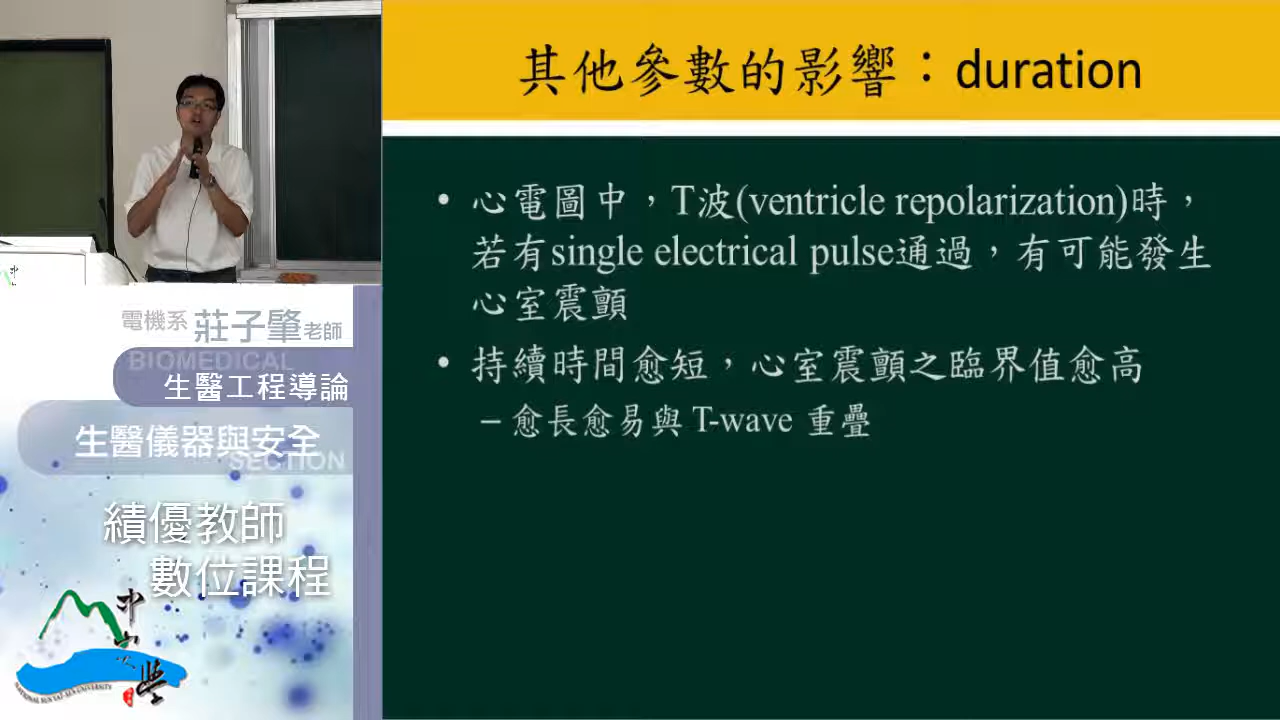 其他參數的影響：duration
• 心電圖中，T波(ventricle repolarization)時，
若有single electrical pulse通過，有可能發生
心室震顫
• 持續時間愈短，心室震顫之臨界值愈高
– 愈長愈易與 T-wave 重疊
電機系 莊子肇老師
BIOMEDICAL
生醫工程導論
生醫儀器與安全
SECTION
績優教師
數位課程
中山大學
NATIONAL SUN YAT-SEN UNIVERSITY